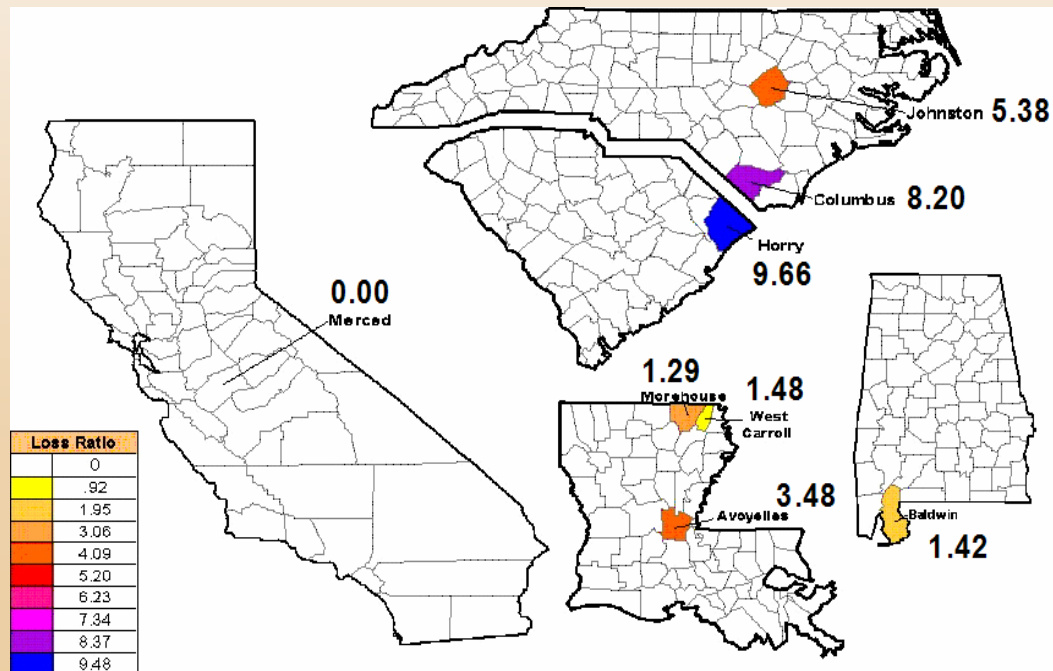 Johnston 5.38
Columbus 8.20
Horry
9.66
0.00
Merced
1.29
Morehouse
1.48
West
Carroll
3.48
Avoyelles
Baldwin
1.42
Loss Ratio
0
.92
1.95
3.06
4.09
5.20
6.23
7.34
8.37
9.48